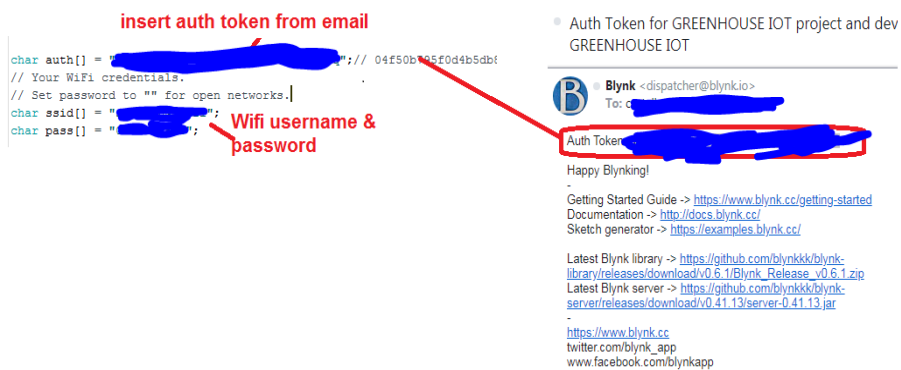 insert auth token from email
char auth[] = " ";// 04f50b 95f0d4b5db8
// Your WiFi credentials.
// Set password to "" for open networks.
char ssid[] = " ";
char pass[] = " ";
Wifi username &
password
Auth Token for GREENHOUSE IOT project and dev
GREENHOUSE IOT
Blynk <dispatcher@blynk.io>
To:
Auth Token
Happy Blynking!
-
Getting Started Guide -> https://www.blynk.cc/getting-started
Documentation -> http://docs.blynk.cc/
Sketch generator -> https://examples.blynk.cc/
Latest Blynk library -> https://github.com/blynkkk/blynk-
library/releases/download/v0.6.1/Blynk_Release_v0.6.1.zip
Latest Blynk server -> https://github.com/blynkkk/blynk-
server/releases/download/v0.41.13/server-0.41.13.jar
-
https://www.blynk.cc
twitter.com/blynk_app
www.facebook.com/blynkapp